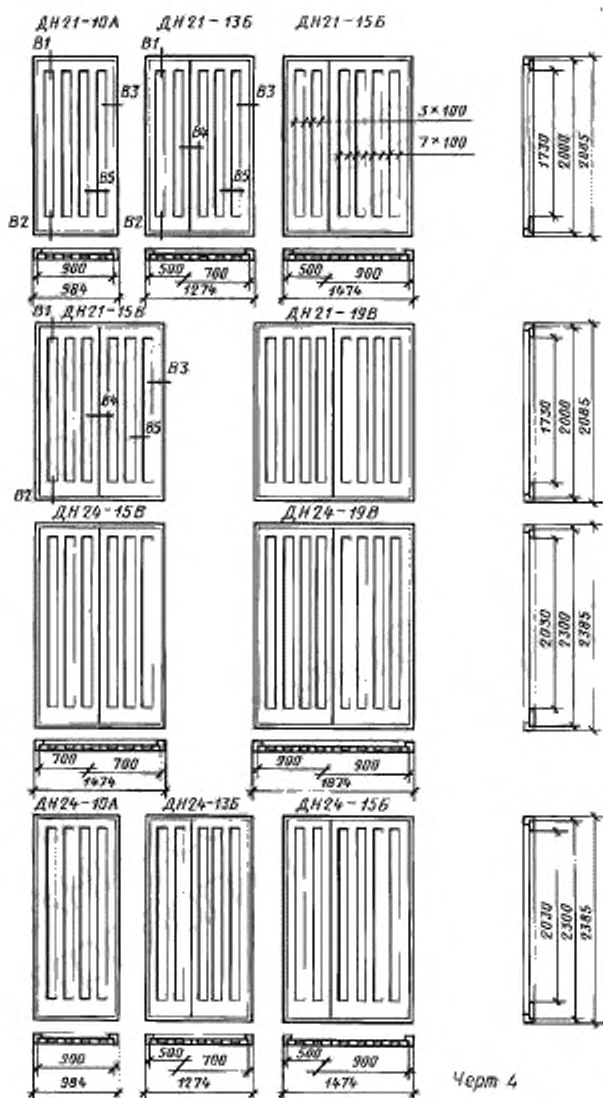 ДН21-10А ДН21-13Б ДН21-15Б
В1 В1
В3 В3
3×100
В4
7×100
В5 В5
В2 В2
1730 2000 2085
900 500 700 500 900
984 1274 1474
В1 ДН21-15В ДН21-19В
В3
В4
В5
В2
1730 2000 2085
ДН24-15В ДН24-19В
2030 2300 2385
700 700 900 900
1474 1874
ДН24-10А ДН24-13Б ДН24-15Б
2030 2300 2385
900 500 700 500 900
984 1274 1474
Черт 4